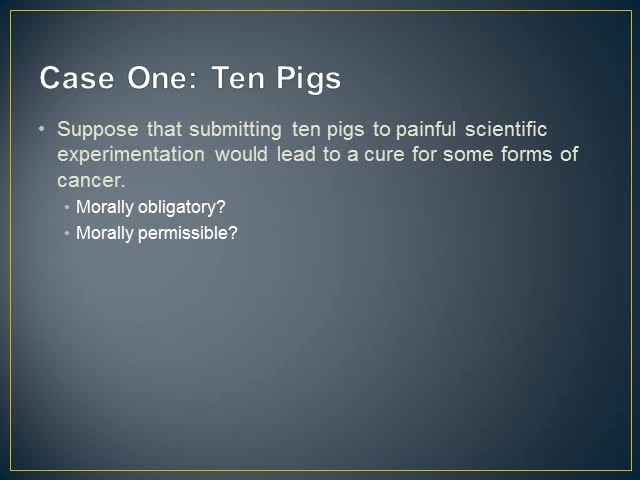 Case One: Ten Pigs
• Suppose that submitting ten pigs to painful scientific
experimentation would lead to a cure for some forms of
cancer.
• Morally obligatory?
• Morally permissible?